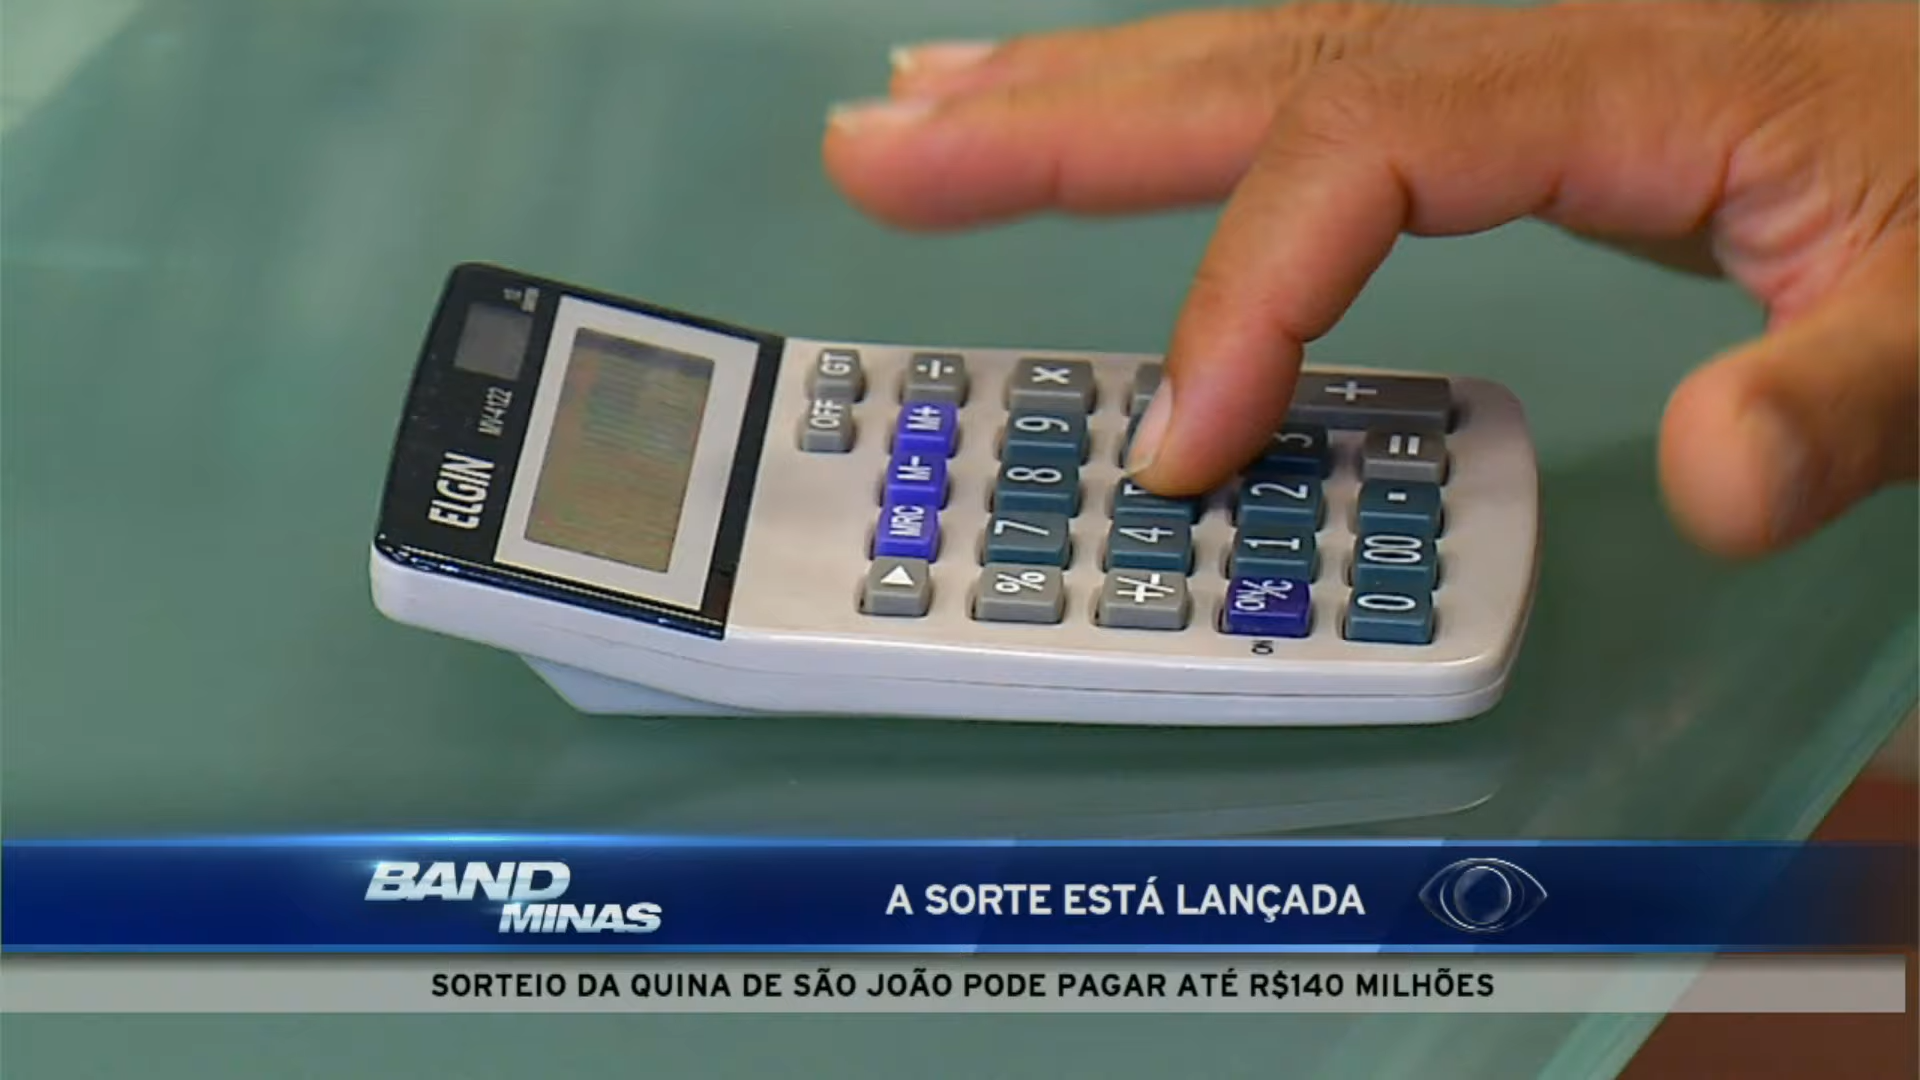 ELGIN
MV-4122
GT
OFF
÷
M+
M-
MRC
×
9
8
7
%
4
+/-
+
3
2
1
ON/C
ON
=
.
00
0
BAND
MINAS
A SORTE ESTÁ LANÇADA
SORTEIO DA QUINA DE SÃO JOÃO PODE PAGAR ATÉ R$140 MILHÕES